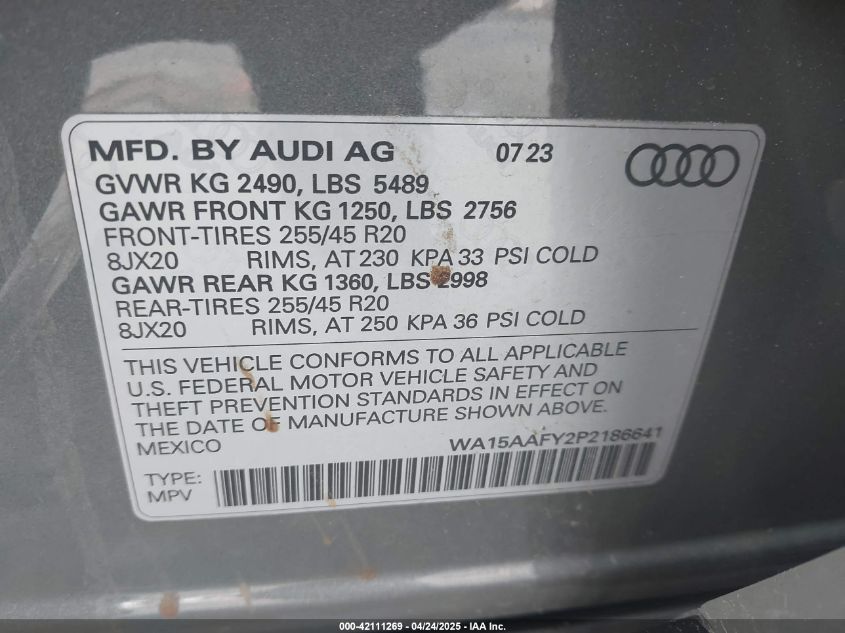 MFD. BY AUDI AG 07 23
GVWR KG 2490, LBS 5489
GAWR FRONT KG 1250, LBS 2756
FRONT-TIRES 255/45 R20
8JX20 RIMS, AT 230 KPA 33 PSI COLD
GAWR REAR KG 1360, LBS 2998
REAR-TIRES 255/45 R20
8JX20 RIMS, AT 250 KPA 36 PSI COLD
THIS VEHICLE CONFORMS TO ALL APPLICABLE
U.S. FEDERAL MOTOR VEHICLE SAFETY AND
THEFT PREVENTION STANDARDS IN EFFECT ON
THE DATE OF MANUFACTURE SHOWN ABOVE.
MEXICO WA15AAFY2P2186641
TYPE:
MPV
000-42111269 - 04/24/2025 - IAA Inc.